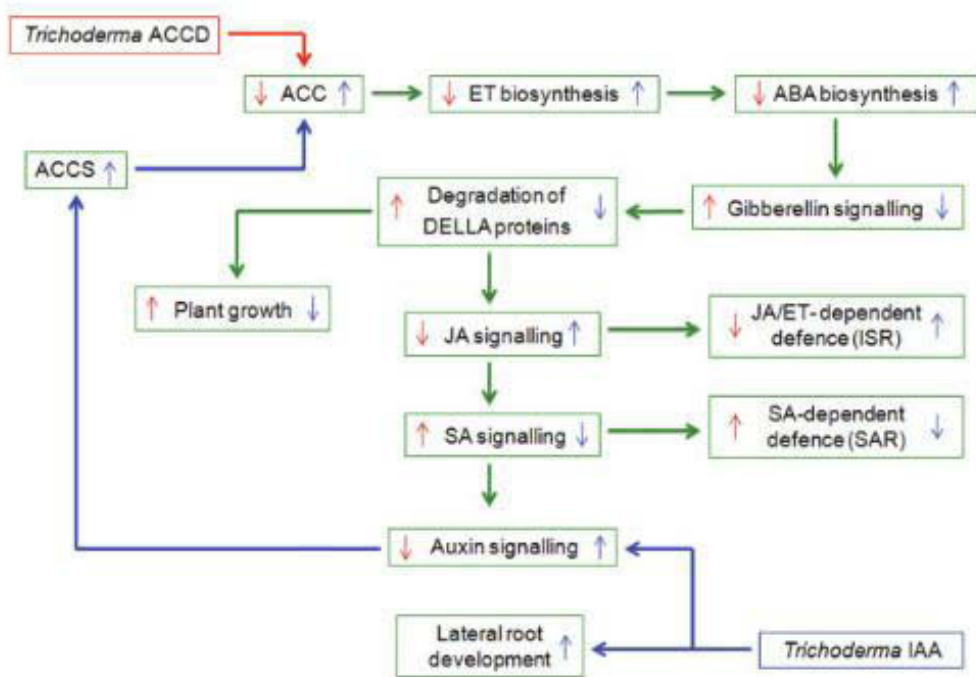 Trichoderma ACCD
↓ ACC ↑
↓ ET biosynthesis ↑
↓ ABA biosynthesis ↑
ACCS ↑
↑ Degradation of ↓
DELLA proteins
↑ Gibberellin signalling ↓
↑ Plant growth ↓
↓ JA signalling ↑
↓ JA/ET- dependent ↑
defence (ISR)
↑ SA signalling ↓
↑ SA-dependent ↓
defence (SAR)
↓ Auxin signalling ↑
Lateral root ↑
development
Trichoderma IAA